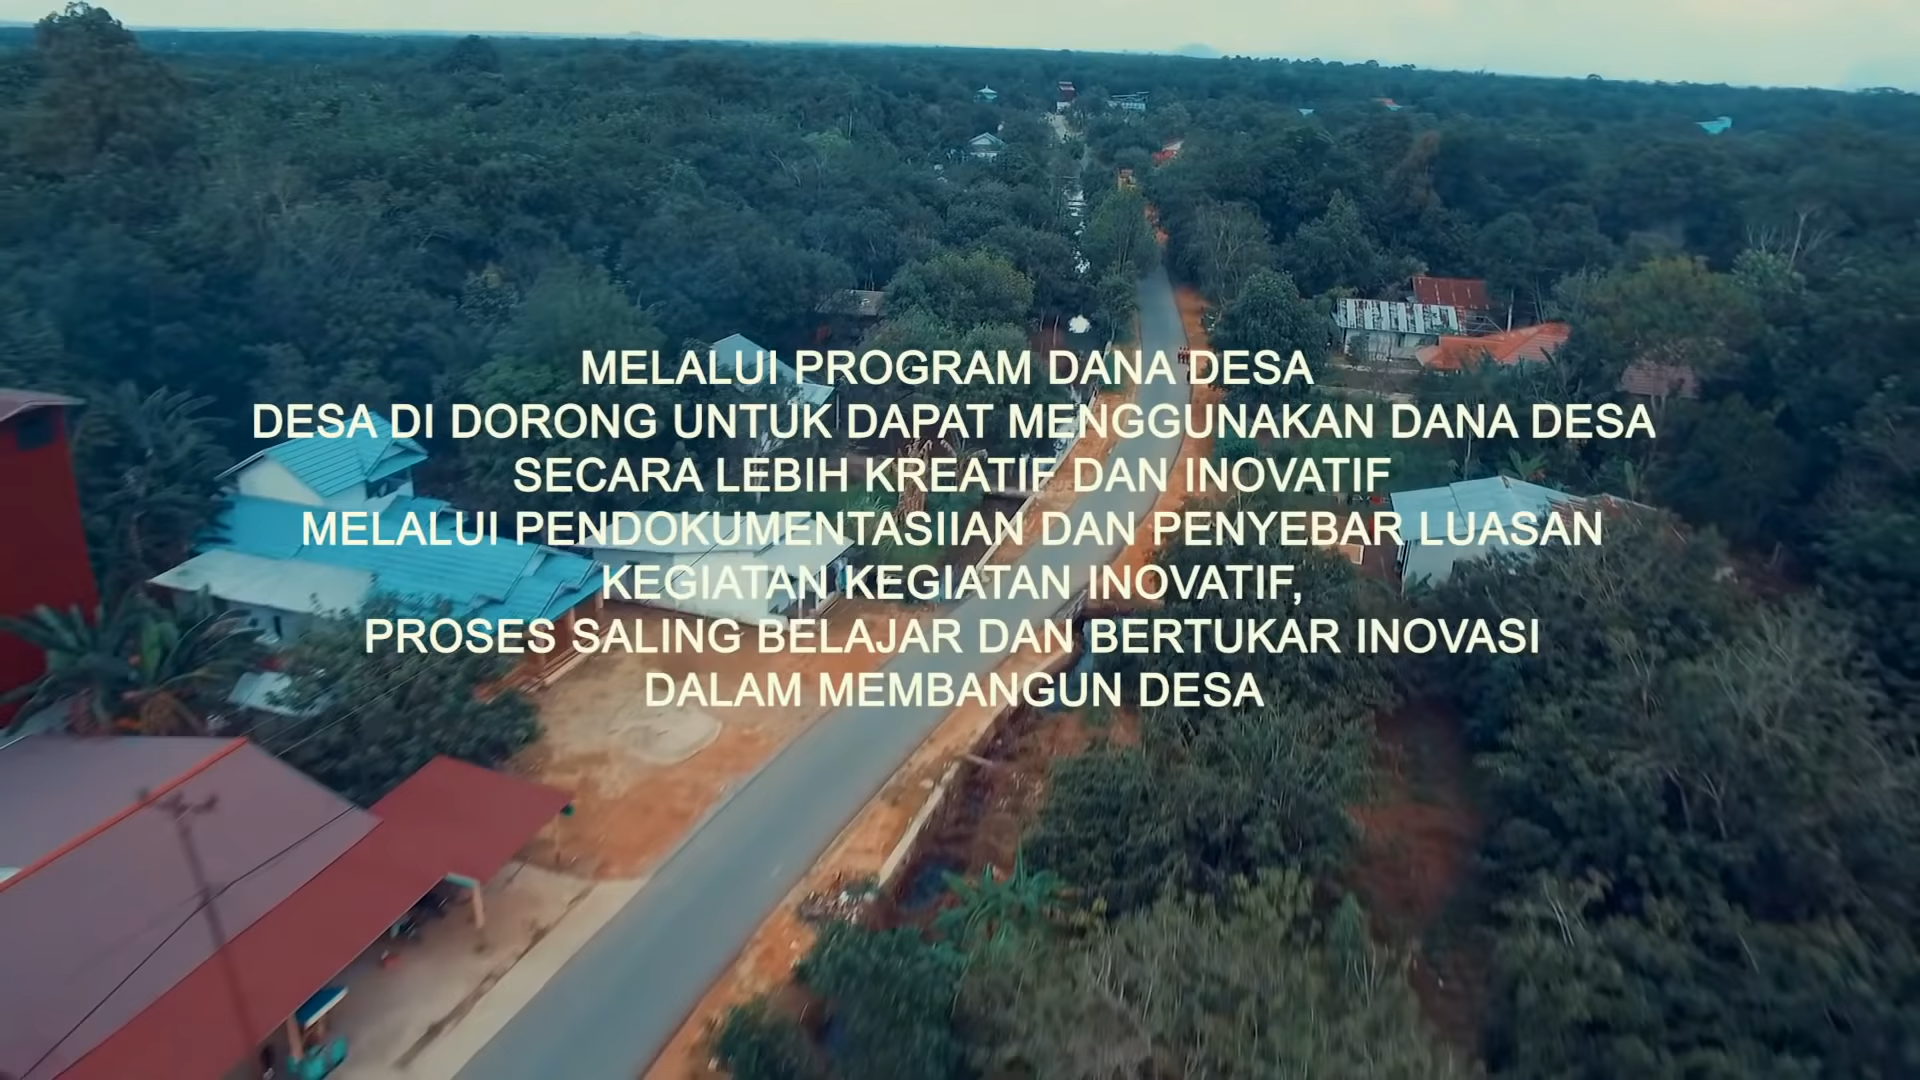 MELALUI PROGRAM DANA DESA
DESA DI DORONG UNTUK DAPAT MENGGUNAKAN DANA DESA
SECARA LEBIH KREATIF DAN INOVATIF
MELALUI PENDOKUMENTASIIAN DAN PENYEBAR LUASAN
KEGIATAN KEGIATAN INOVATIF,
PROSES SALING BELAJAR DAN BERTUKAR INOVASI
DALAM MEMBANGUN DESA